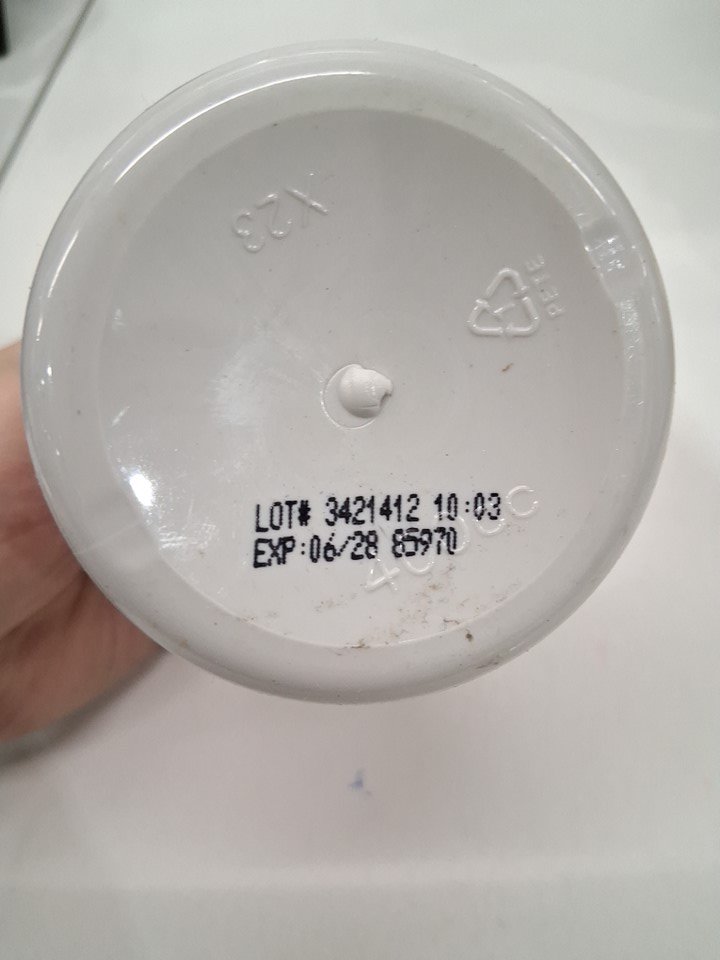 X23
PETE
LOT# 3421412 10:03
EXP:06/28 85970